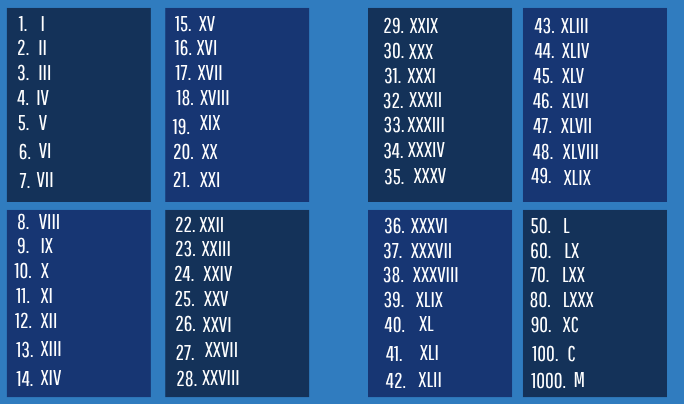 1. I
2. II
3. III
4. IV
5. V
6. VI
7. VII
8. VIII
9. IX
10. X
11. XI
12. XII
13. XIII
14. XIV
15. XV
16. XVI
17. XVII
18. XVIII
19. XIX
20. XX
21. XXI
22. XXII
23. XXIII
24. XXIV
25. XXV
26. XXVI
27. XXVII
28. XXVIII
29. XXIX
30. XXX
31. XXXI
32. XXXII
33. XXXIII
34. XXXIV
35. XXXV
36. XXXVI
37. XXXVII
38. XXXVIII
39. XLIX
40. XL
41. XLI
42. XLII
43. XLIII
44. XLIV
45. XLV
46. XLVI
47. XLVII
48. XLVIII
49. XLIX
50. L
60. LX
70. LXX
80. LXXX
90. XC
100. C
1000. M